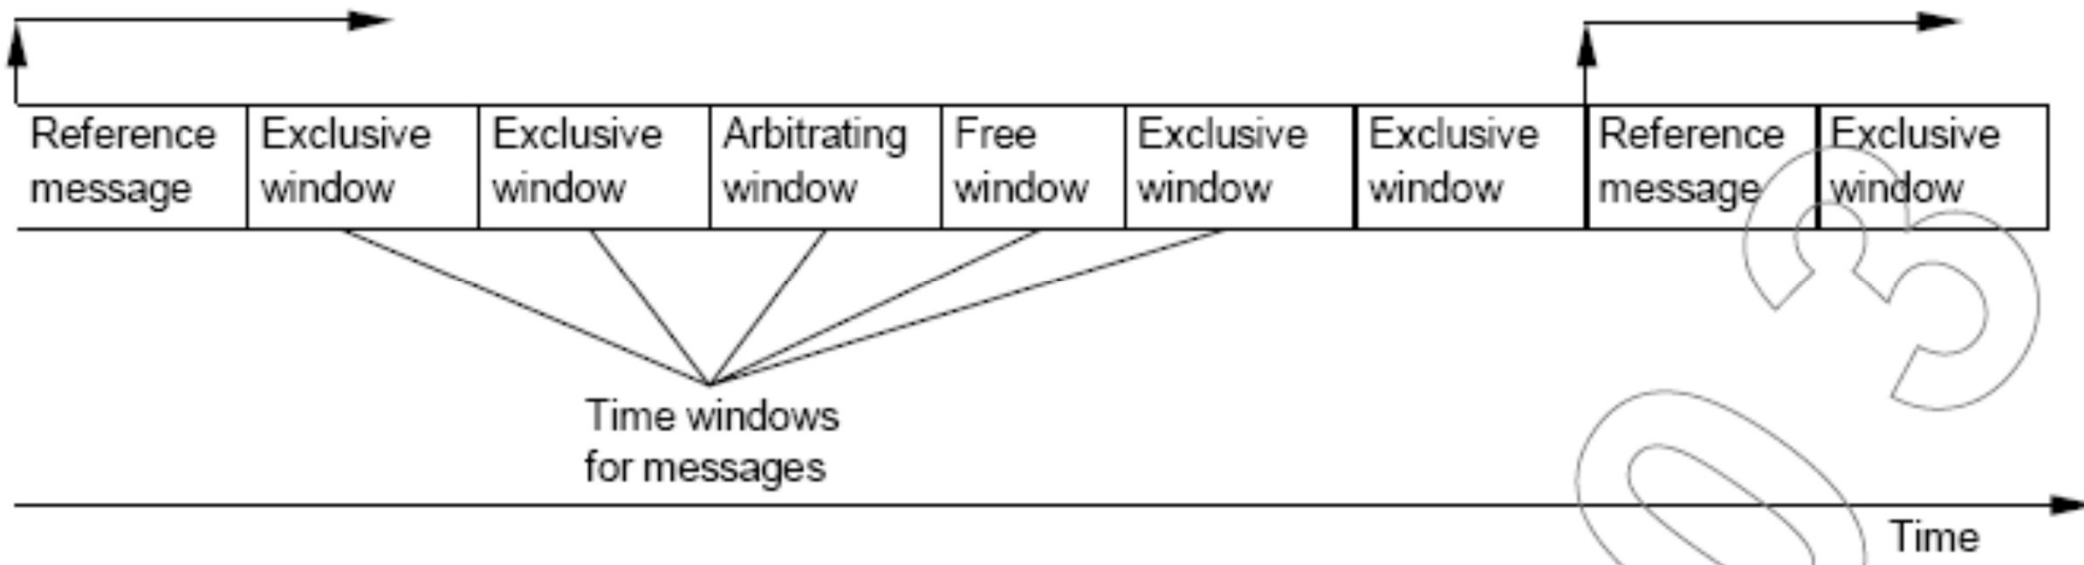 Reference Exclusive Exclusive Arbitrating Free Exclusive Exclusive Reference Exclusive
message window window window window window window message window
Time windows
for messages
Time
03